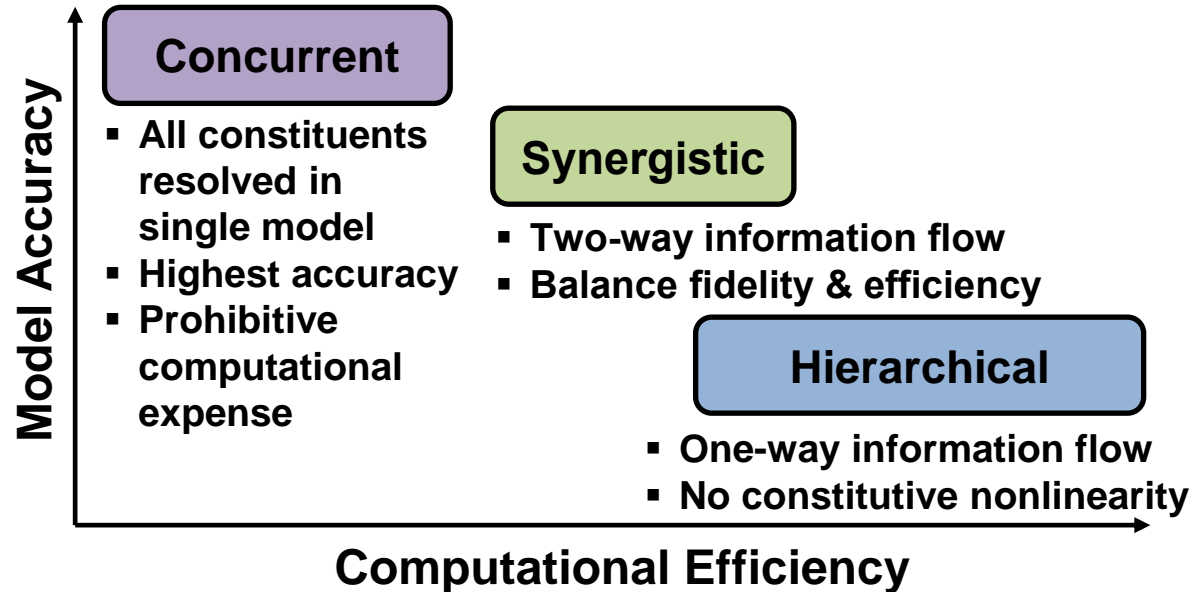 Model Accuracy
Concurrent
▪ All constituents
resolved in
single model
▪ Highest accuracy
▪ Prohibitive
computational
expense
Synergistic
▪ Two-way information flow
▪ Balance fidelity & efficiency
Hierarchical
▪ One-way information flow
▪ No constitutive nonlinearity
Computational Efficiency